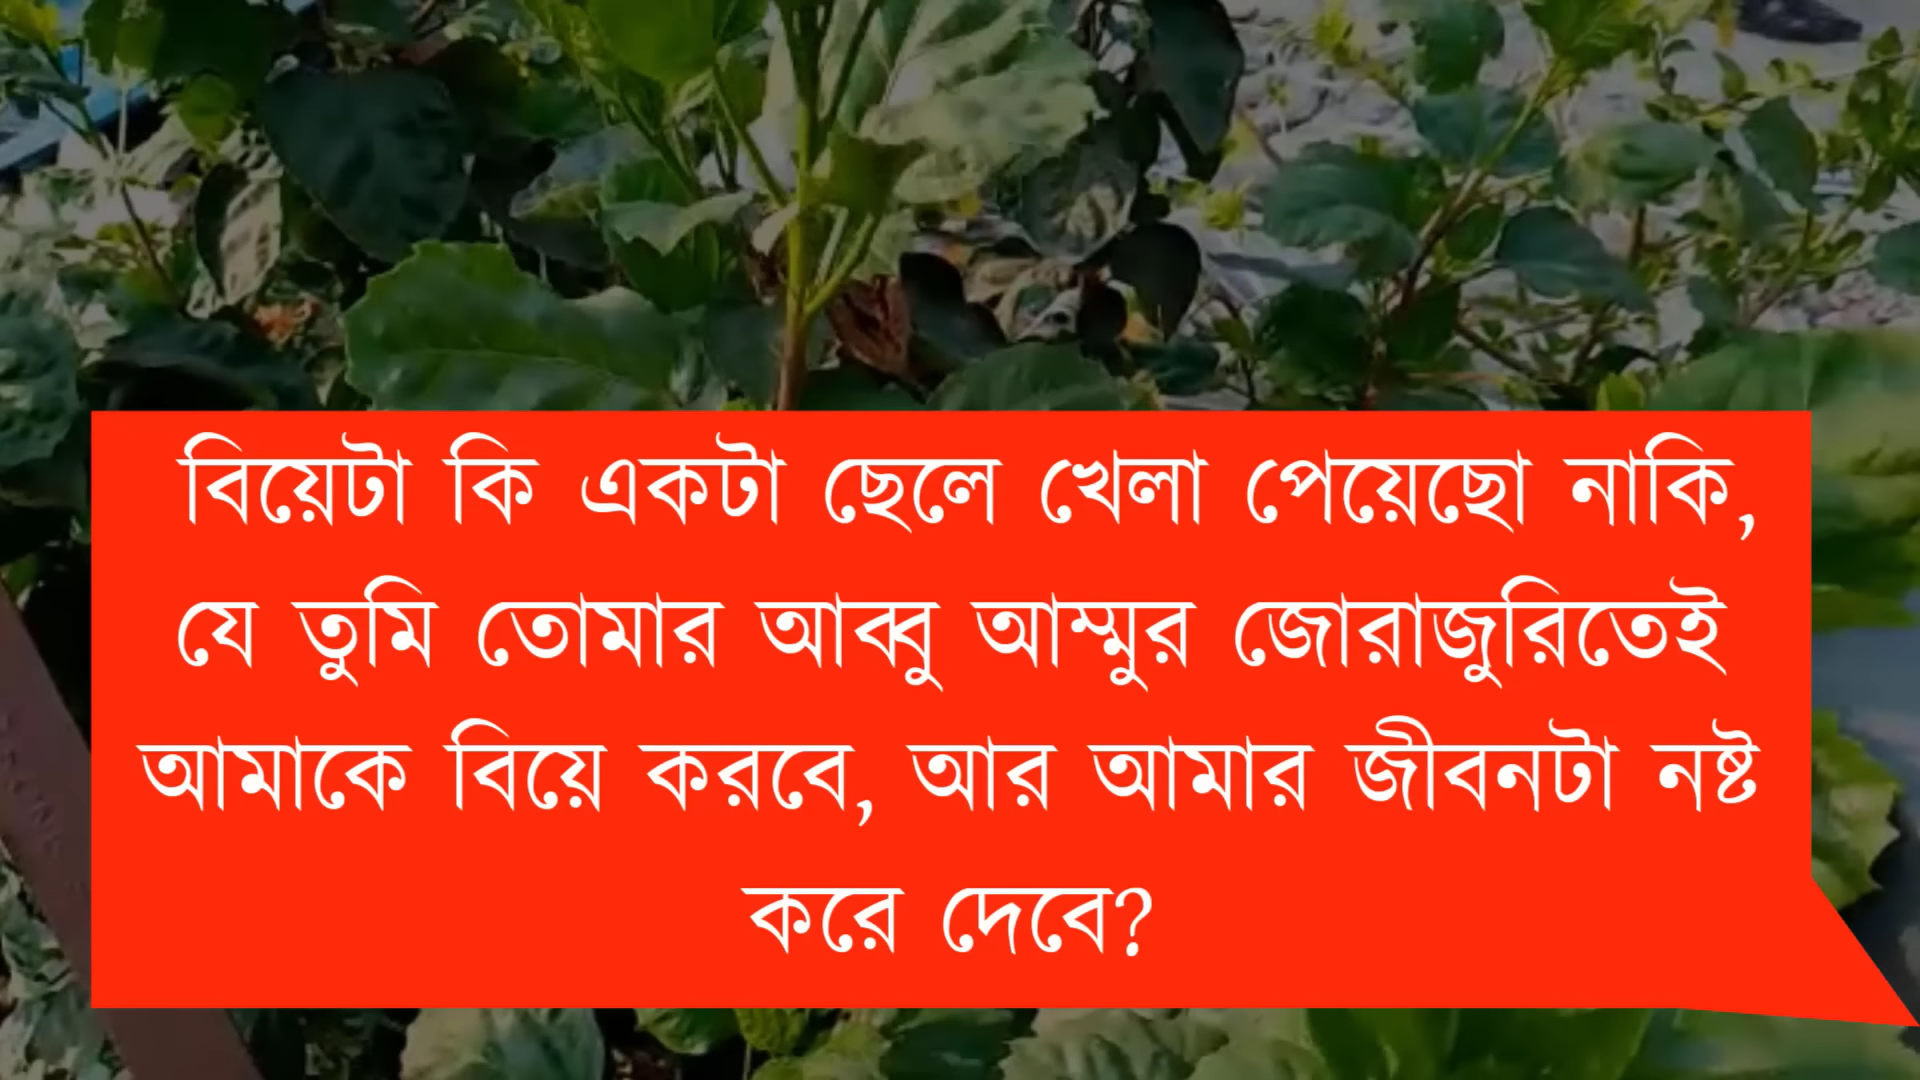 বিয়েটা কি একটা ছেলে খেলা পেয়েছো নাকি,
যে তুমি তোমার আব্বু আম্মুর জোরাজুরিতেই
আমাকে বিয়ে করবে, আর আমার জীবনটা নষ্ট
করে দেবে?